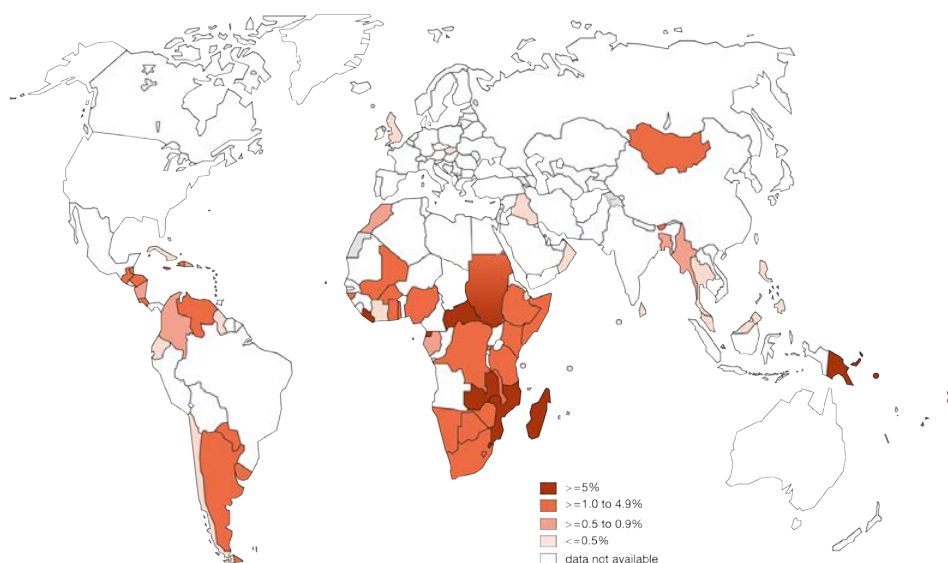 >=5%
>=1.0 to 4.9%
>=0.5 to 0.9%
<=0.5%
data not available